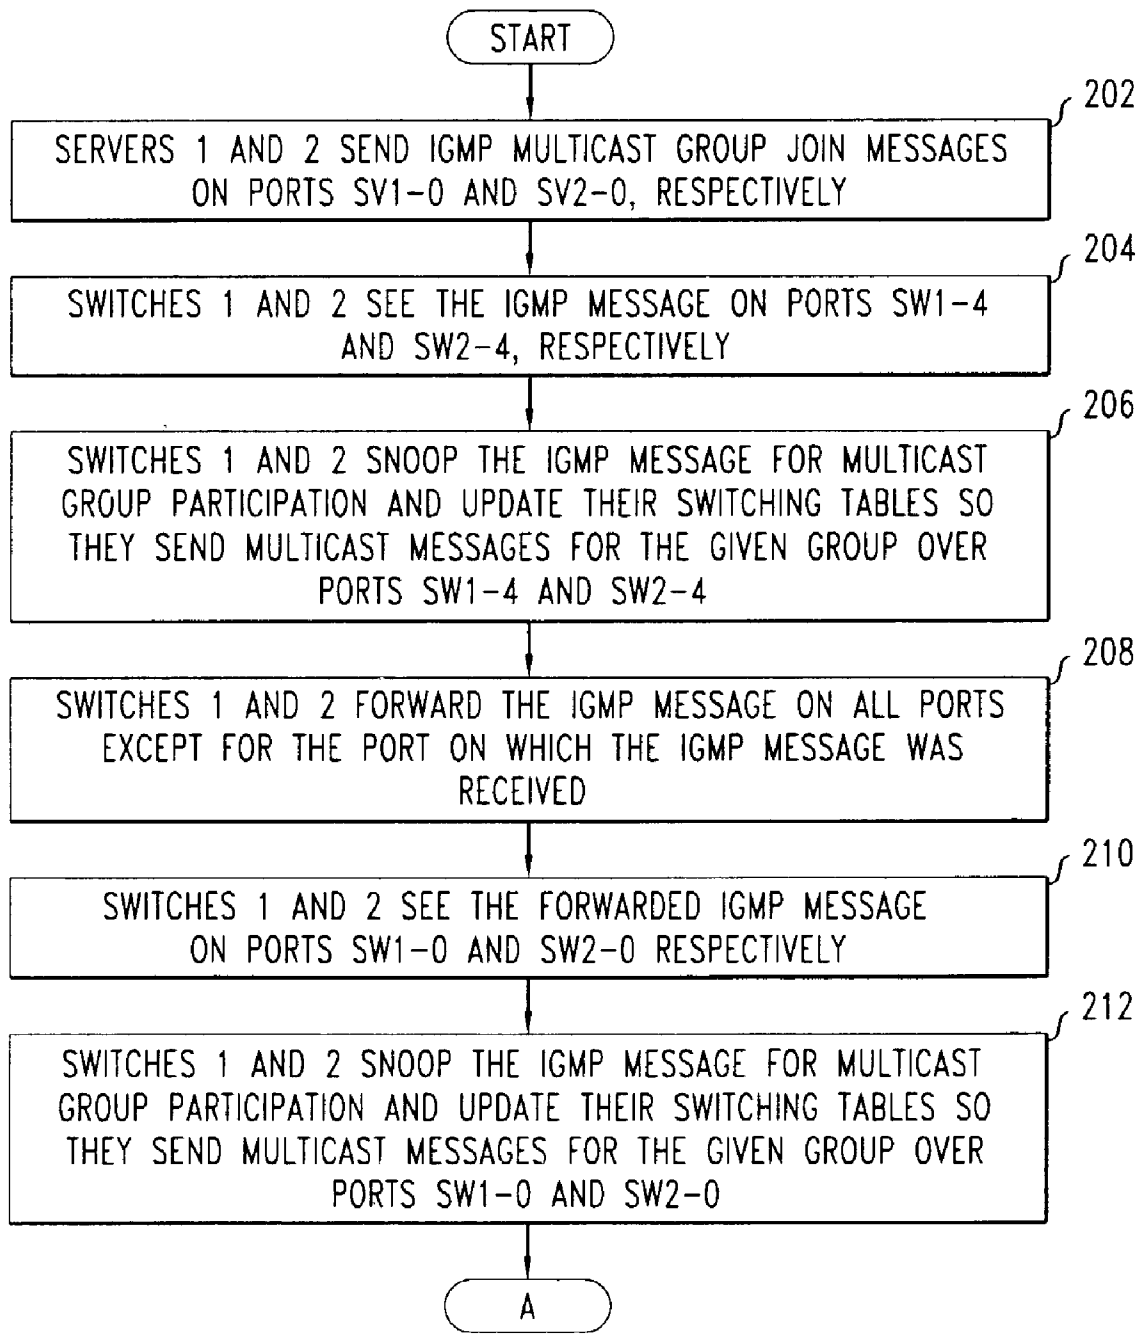 START
202
SERVERS 1 AND 2 SEND IGMP MULTICAST GROUP JOIN MESSAGES
ON PORTS SV1-0 AND SV2-0, RESPECTIVELY
204
SWITCHES 1 AND 2 SEE THE IGMP MESSAGE ON PORTS SW1-4
AND SW2-4, RESPECTIVELY
206
SWITCHES 1 AND 2 SNOOP THE IGMP MESSAGE FOR MULTICAST
GROUP PARTICIPATION AND UPDATE THEIR SWITCHING TABLES SO
THEY SEND MULTICAST MESSAGES FOR THE GIVEN GROUP OVER
PORTS SW1-4 AND SW2-4
208
SWITCHES 1 AND 2 FORWARD THE IGMP MESSAGE ON ALL PORTS
EXCEPT FOR THE PORT ON WHICH THE IGMP MESSAGE WAS
RECEIVED
210
SWITCHES 1 AND 2 SEE THE FORWARDED IGMP MESSAGE
ON PORTS SW1-0 AND SW2-0 RESPECTIVELY
212
SWITCHES 1 AND 2 SNOOP THE IGMP MESSAGE FOR MULTICAST
GROUP PARTICIPATION AND UPDATE THEIR SWITCHING TABLES SO
THEY SEND MULTICAST MESSAGES FOR THE GIVEN GROUP OVER
PORTS SW1-0 AND SW2-0
A